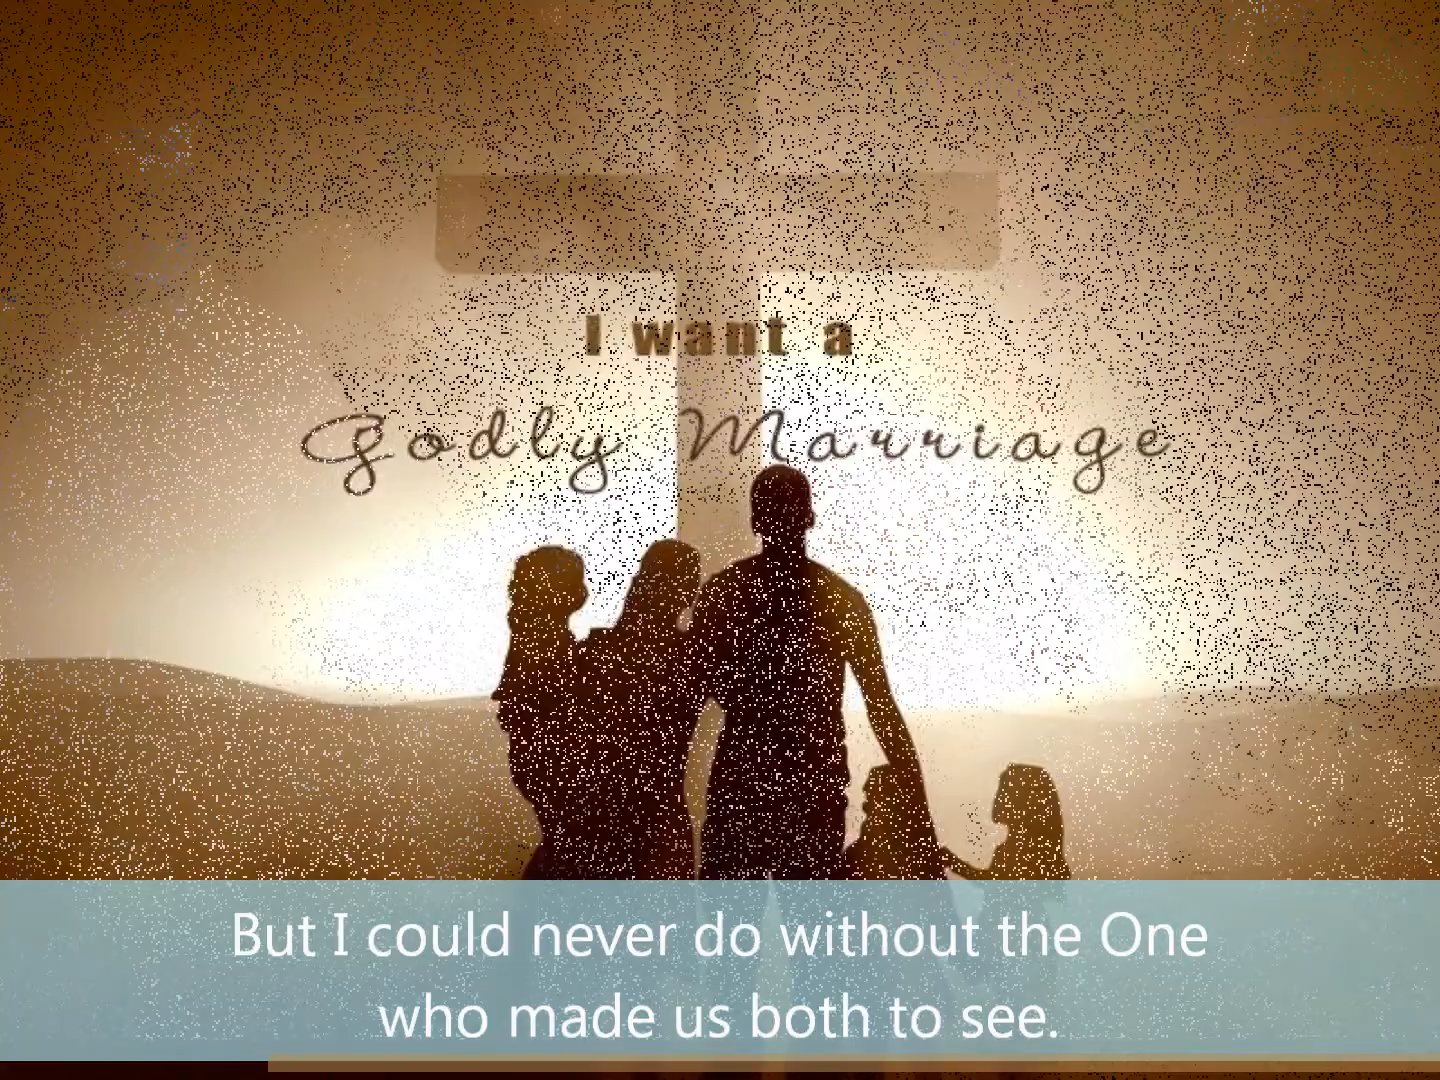 I want a
Godly Marriage
But I could never do without the One
who made us both to see.